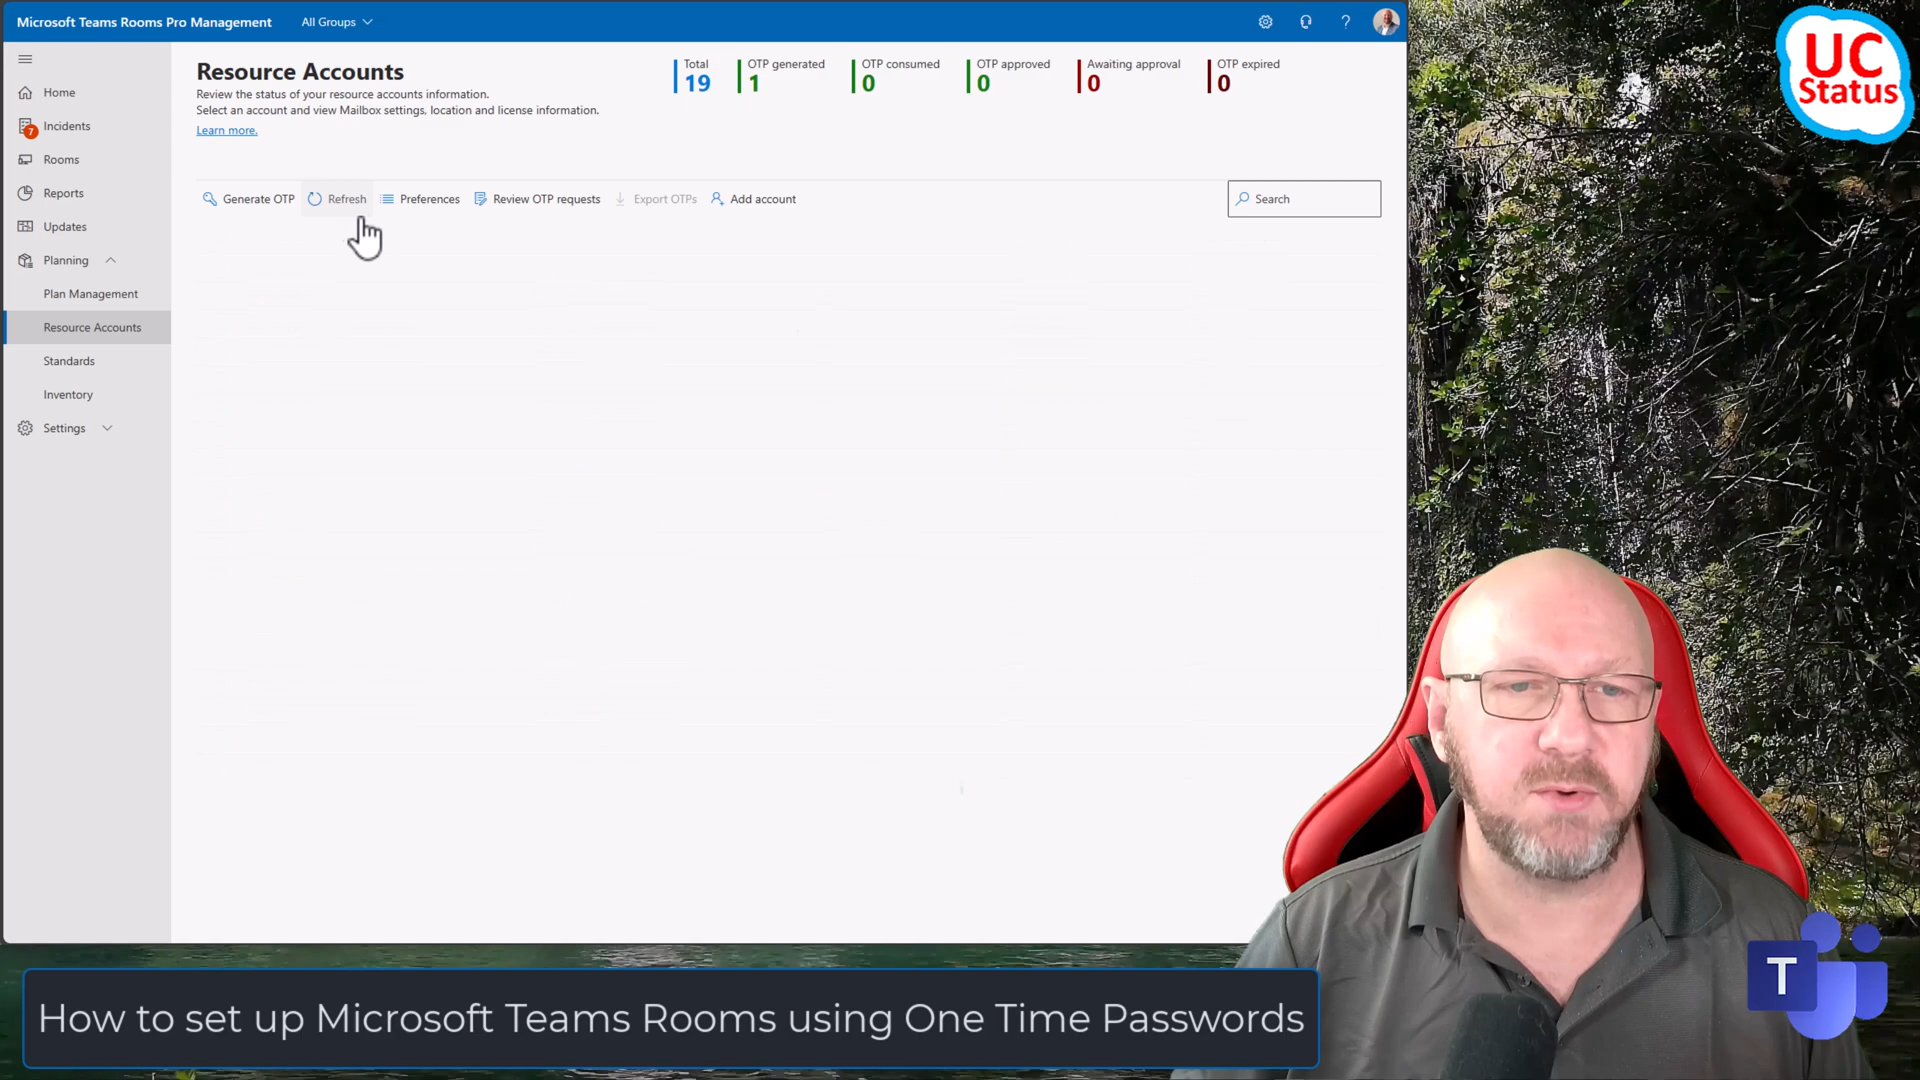 Microsoft Teams Rooms Pro Management
All Groups
UC
Status
Home
Incidents
7
Rooms
Reports
Updates
Planning
Plan Management
Resource Accounts
Standards
Inventory
Settings
Resource Accounts
Review the status of your resource accounts information.
Select an account and view Mailbox settings, location and license information.
Learn more.
Total
19
OTP generated
1
OTP consumed
0
OTP approved
0
Awaiting approval
0
OTP expired
0
Generate OTP
Refresh
Preferences
Review OTP requests
Export OTPs
Add account
Search
How to set up Microsoft Teams Rooms using One Time Passwords
T